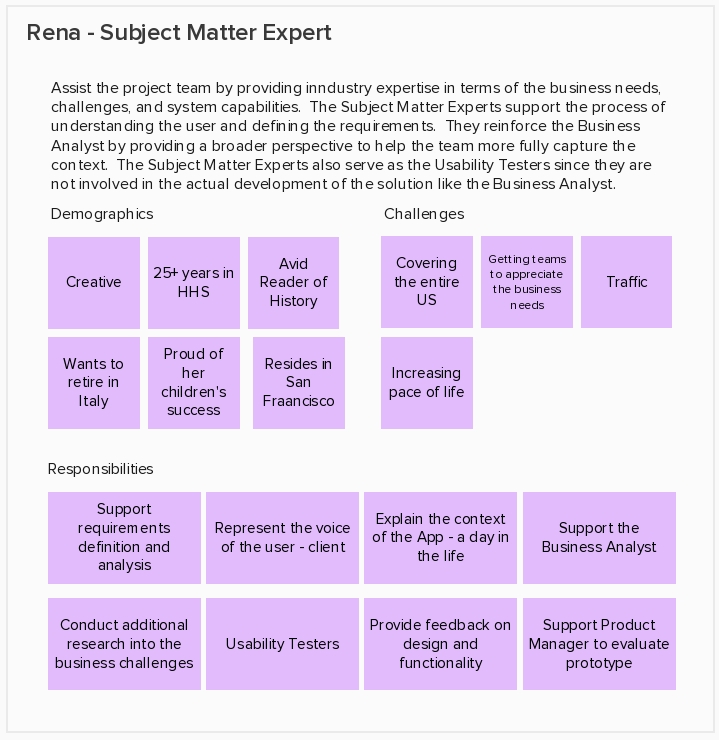 Rena - Subject Matter Expert
Assist the project team by providing inndustry expertise in terms of the business needs,
challenges, and system capabilities. The Subject Matter Experts support the process of
understanding the user and defining the requirements. They reinforce the Business
Analyst by providing a broader perspective to help the team more fully capture the
context. The Subject Matter Experts also serve as the Usability Testers since they are
not involved in the actual development of the solution like the Business Analyst.
Demographics
Creative
25+ years in
HHS
Avid
Reader of
History
Wants to
retire in
Italy
Proud of
her
children's
success
Resides in
San
Fraancisco
Challenges
Covering
the entire
US
Getting teams
to appreciate
the business
needs
Traffic
Increasing
pace of life
Responsibilities
Support
requirements
definition and
analysis
Represent the voice
of the user - client
Explain the context
of the App - a day in
the life
Support the
Business Analyst
Conduct additional
research into the
business challenges
Usability Testers
Provide feedback on
design and
functionality
Support Product
Manager to evaluate
prototype